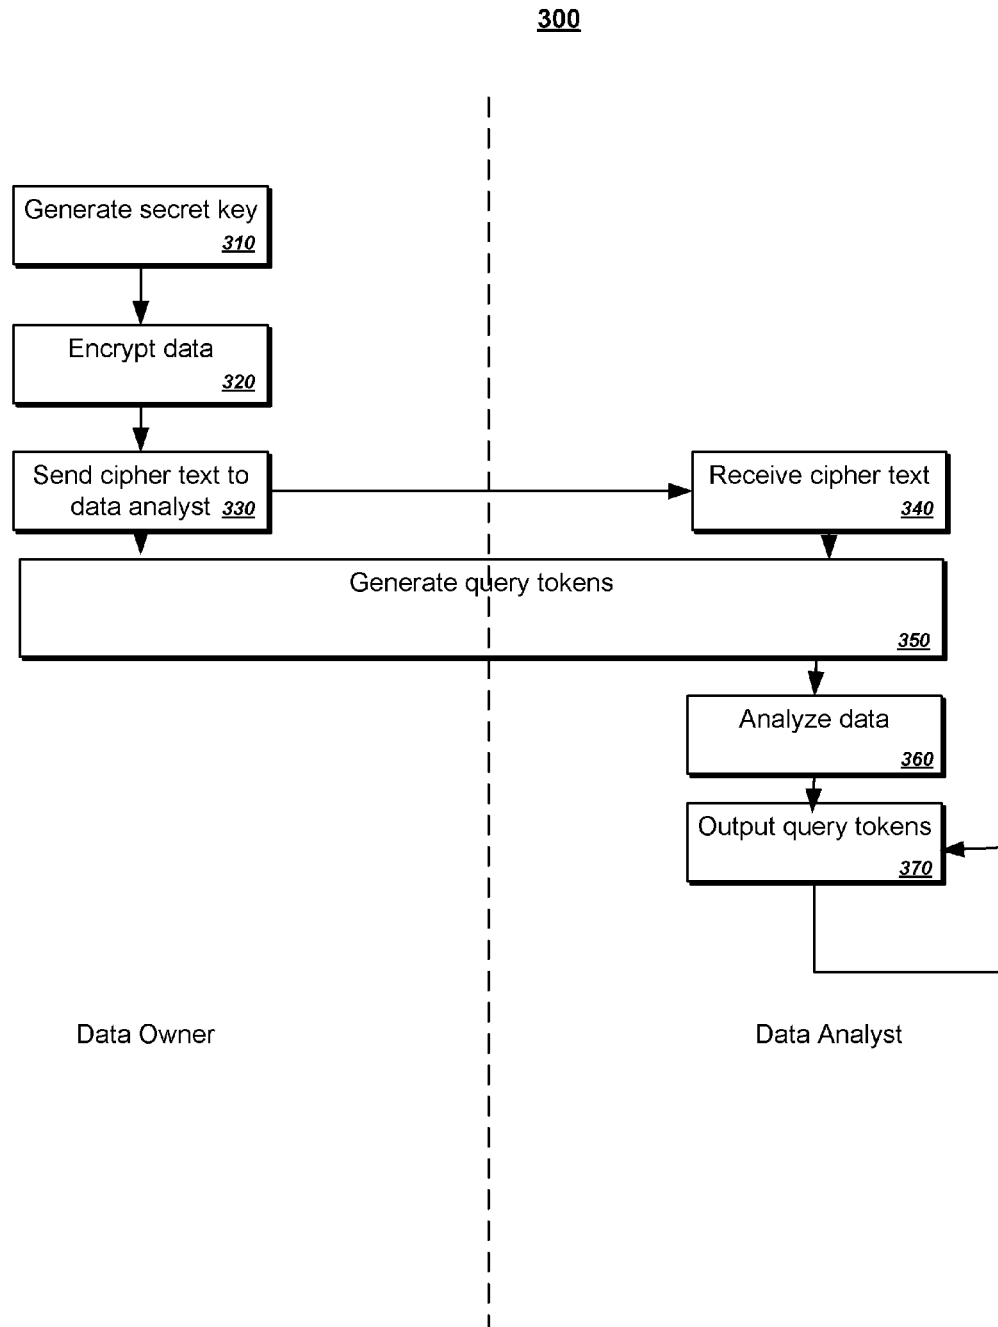 300
Generate secret key
310
Encrypt data
320
Send cipher text to
data analyst 330
Receive cipher text
340
Generate query tokens
350
Analyze data
360
Output query tokens
370
Data Owner
Data Analyst